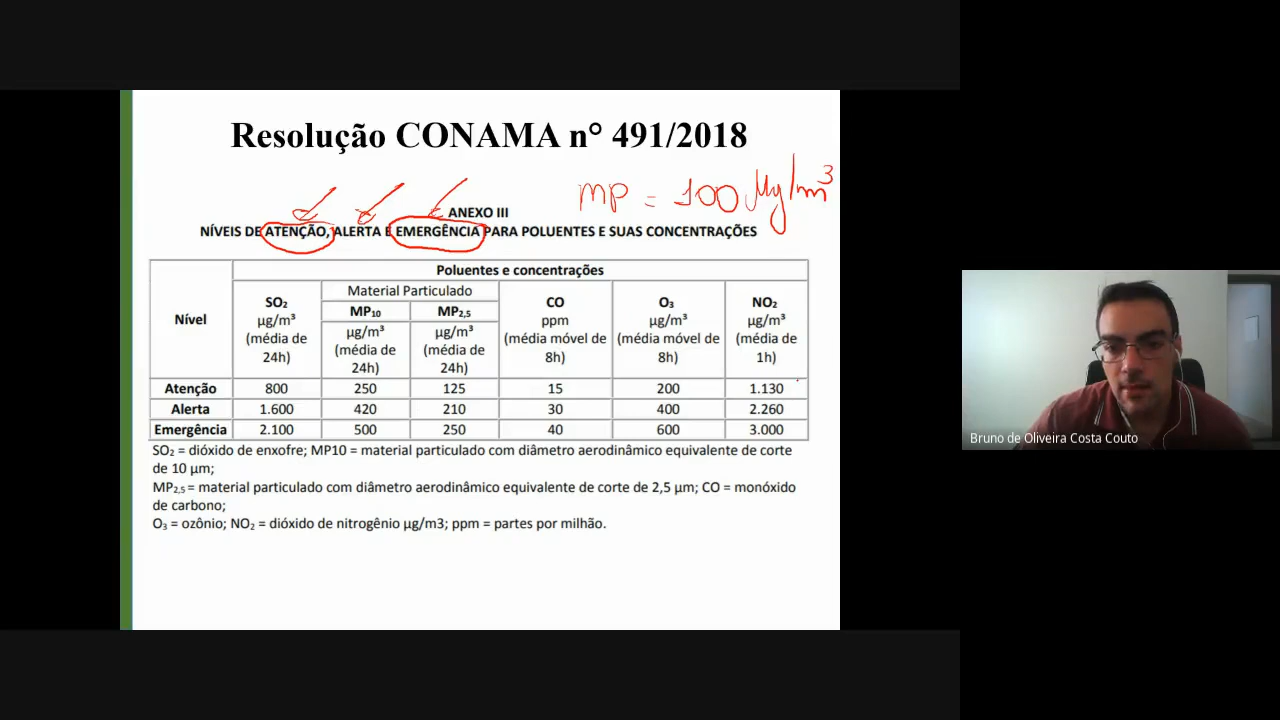 Resolução CONAMA n° 491/2018
MP = 100 μg/m³
ANEXO III
NÍVEIS DE ATENÇÃO, ALERTA E EMERGÊNCIA PARA POLUENTES E SUAS CONCENTRAÇÕES
Nível
Poluentes e concentrações
SO₂
µg/m³
(média de
24h)
Material Particulado
MP₁₀
µg/m³
(média de
24h)
MP₂,₅
µg/m³
(média de
24h)
CO
ppm
(média móvel de
8h)
O₃
µg/m³
(média móvel de
8h)
NO₂
µg/m³
(média de
1h)
Atenção 800 250 125 15 200 1.130
Alerta 1.600 420 210 30 400 2.260
Emergência 2.100 500 250 40 600 3.000
SO₂ = dióxido de enxofre; MP10 = material particulado com diâmetro aerodinâmico equivalente de corte
de 10 µm;
MP₂,₅ = material particulado com diâmetro aerodinâmico equivalente de corte de 2,5 µm; CO = monóxido
de carbono;
O₃ = ozônio; NO₂ = dióxido de nitrogênio µg/m3; ppm = partes por milhão.
Bruno de Oliveira Costa Couto